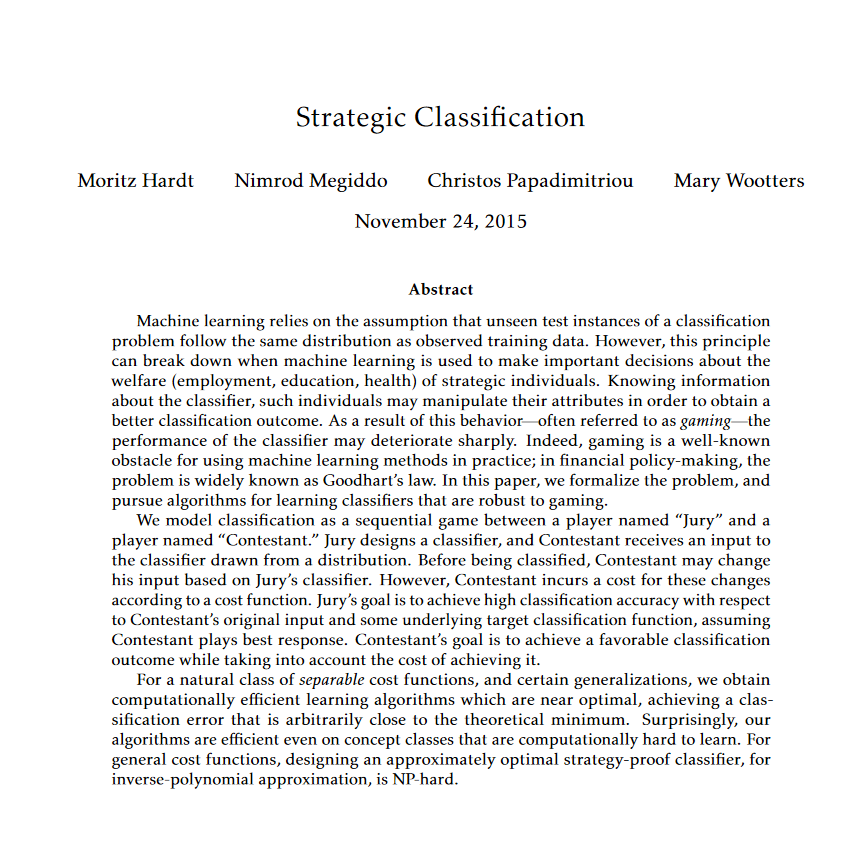 Strategic Classification
Moritz Hardt Nimrod Megiddo Christos Papadimitriou Mary Wootters
November 24, 2015
Abstract
Machine learning relies on the assumption that unseen test instances of a classification
problem follow the same distribution as observed training data. However, this principle
can break down when machine learning is used to make important decisions about the
welfare (employment, education, health) of strategic individuals. Knowing information
about the classifier, such individuals may manipulate their attributes in order to obtain a
better classification outcome. As a result of this behavior—often referred to as gaming—the
performance of the classifier may deteriorate sharply. Indeed, gaming is a well-known
obstacle for using machine learning methods in practice; in financial policy-making, the
problem is widely known as Goodhart's law. In this paper, we formalize the problem, and
pursue algorithms for learning classifiers that are robust to gaming.
We model classification as a sequential game between a player named “Jury” and a
player named “Contestant.” Jury designs a classifier, and Contestant receives an input to
the classifier drawn from a distribution. Before being classified, Contestant may change
his input based on Jury's classifier. However, Contestant incurs a cost for these changes
according to a cost function. Jury's goal is to achieve high classification accuracy with respect
to Contestant's original input and some underlying target classification function, assuming
Contestant plays best response. Contestant's goal is to achieve a favorable classification
outcome while taking into account the cost of achieving it.
For a natural class of separable cost functions, and certain generalizations, we obtain
computationally efficient learning algorithms which are near optimal, achieving a clas-
sification error that is arbitrarily close to the theoretical minimum. Surprisingly, our
algorithms are efficient even on concept classes that are computationally hard to learn. For
general cost functions, designing an approximately optimal strategy-proof classifier, for
inverse-polynomial approximation, is NP-hard.